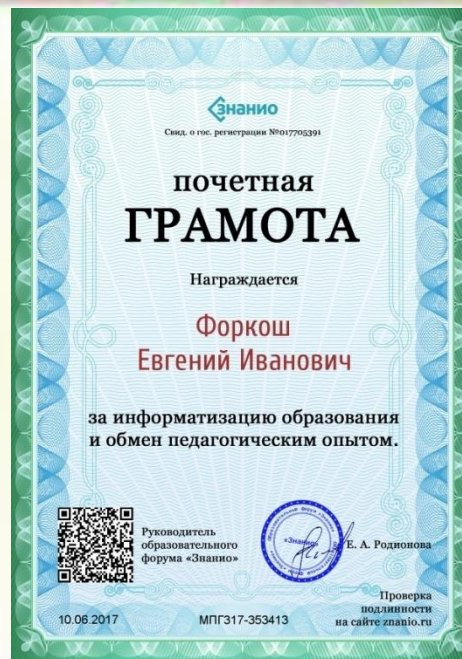 Знанио
Свид. о гос. регистрации №017705391
почетная
ГРАМОТА
Награждается
Форкош
Евгений Иванович
за информатизацию образования
и обмен педагогическим опытом.
Руководитель
образовательного
форума «Знанио»
«Знанио»
Е. А. Родионова
10.06.2017
МПГ317-353413
Проверка
подлинности
на сайте znanio.ru